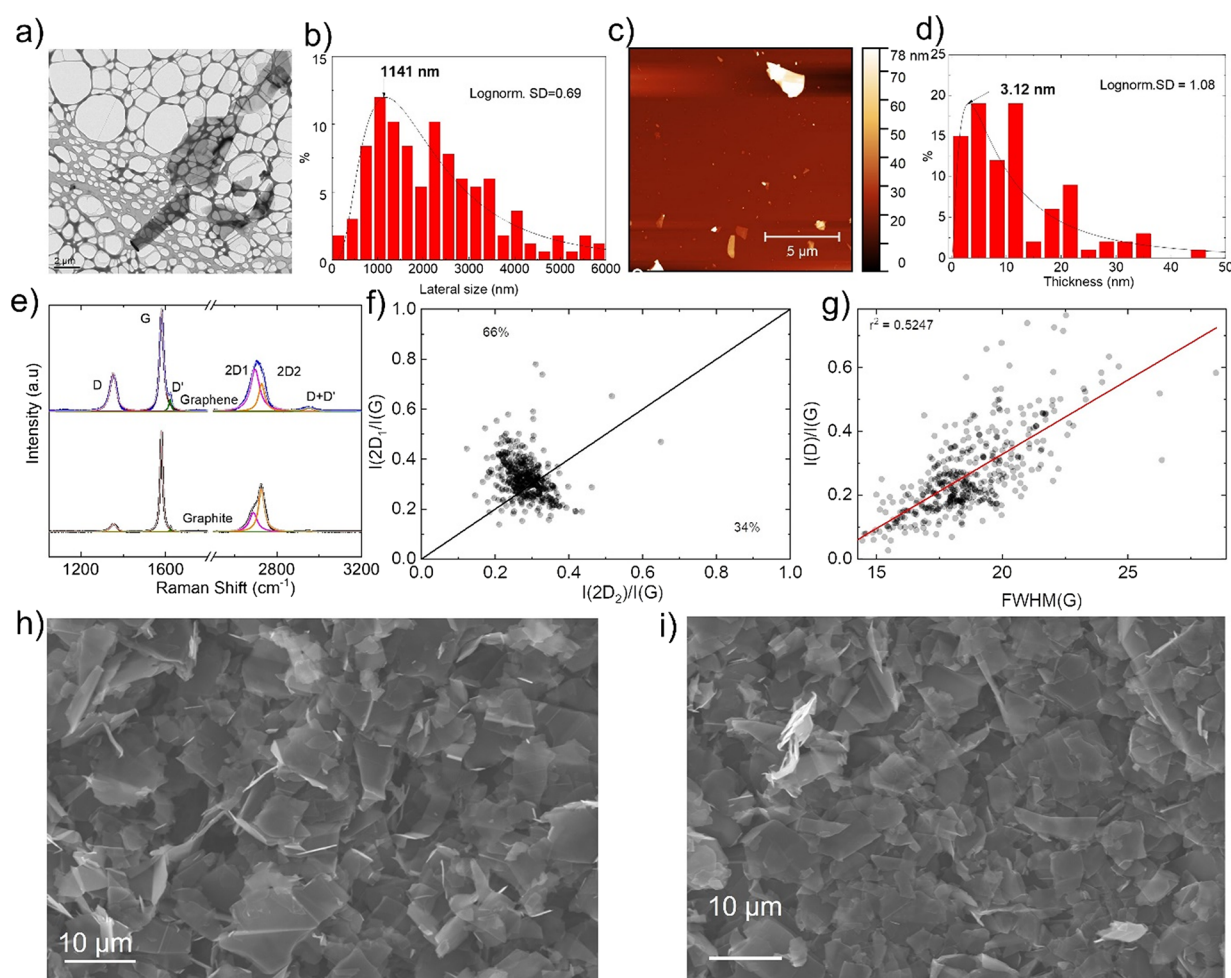 a)
2 µm
b)
15
10
5
0
%
1141 nm
Lognorm. SD=0.69
0 1000 2000 3000 4000 5000 6000
Lateral size (nm)
c)
5 µm
78 nm
70
60
50
40
30
20
10
0
d)
25
20
15
10
5
0
%
3.12 nm
Lognorm.SD = 1.08
0 10 20 30 40 50
Thickness (nm)
e)
Intensity (a.u)
D
G
D'
Graphene
2D1
2D2
D+D'
Graphite
1200 1600 2800 3200
Raman Shift (cm-1)
f)
I(2D1)/I(G)
1.0
0.8
0.6
0.4
0.2
0.0
66%
34%
0.0 0.2 0.4 0.6 0.8 1.0
I(2D2)/I(G)
g)
I(D)/I(G)
0.6
0.4
0.2
0.0
r2 = 0.5247
15 20 25
FWHM(G)
h)
10 µm
i)
10 µm